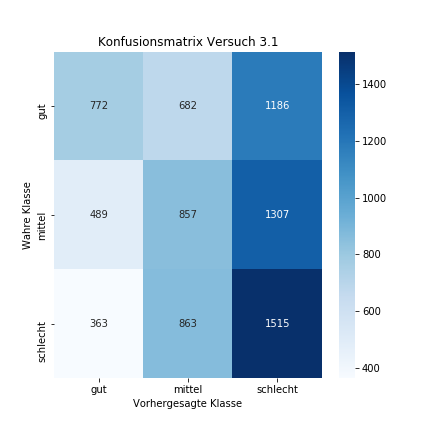 Konfusionsmatrix Versuch 3.1
gut
772 682 1186
mittel
489 857 1307
schlecht
363 863 1515
Wahre Klasse
gut mittel schlecht
Vorhergesagte Klasse
1400
1200
1000
800
600
400